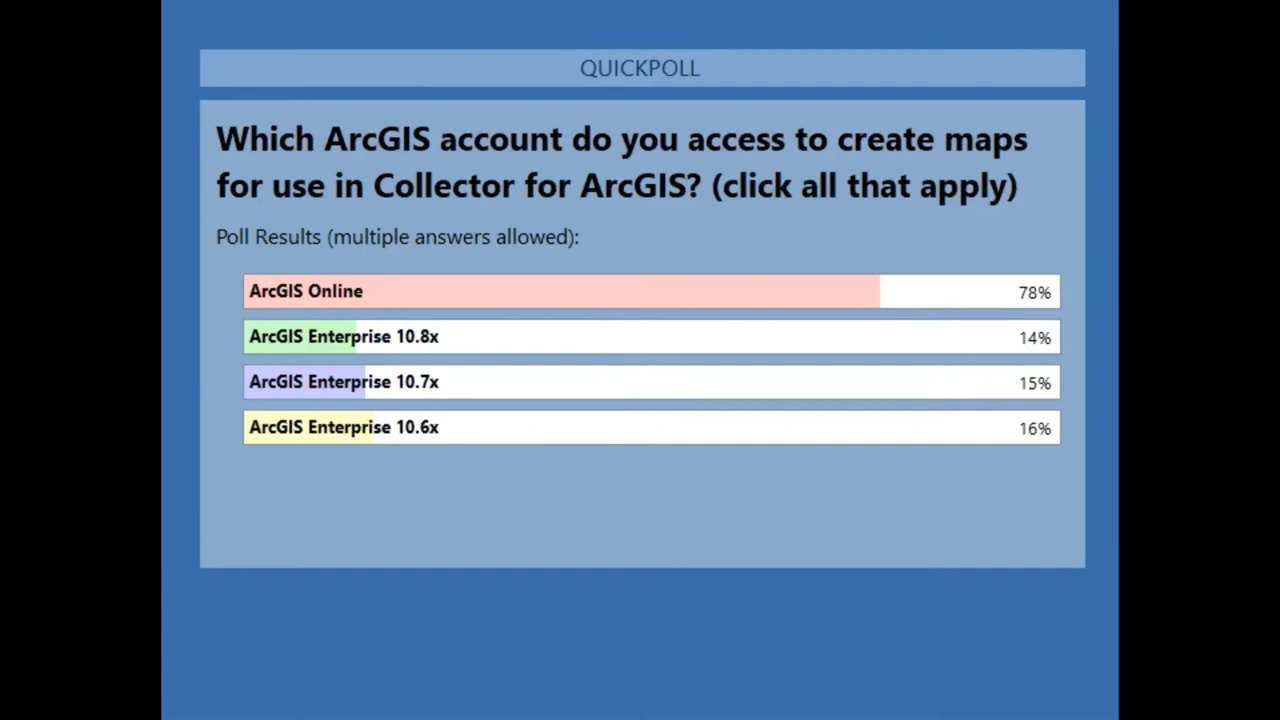 QUICKPOLL
Which ArcGIS account do you access to create maps
for use in Collector for ArcGIS? (click all that apply)
Poll Results (multiple answers allowed):
ArcGIS Online 78%
ArcGIS Enterprise 10.8x 14%
ArcGIS Enterprise 10.7x 15%
ArcGIS Enterprise 10.6x 16%